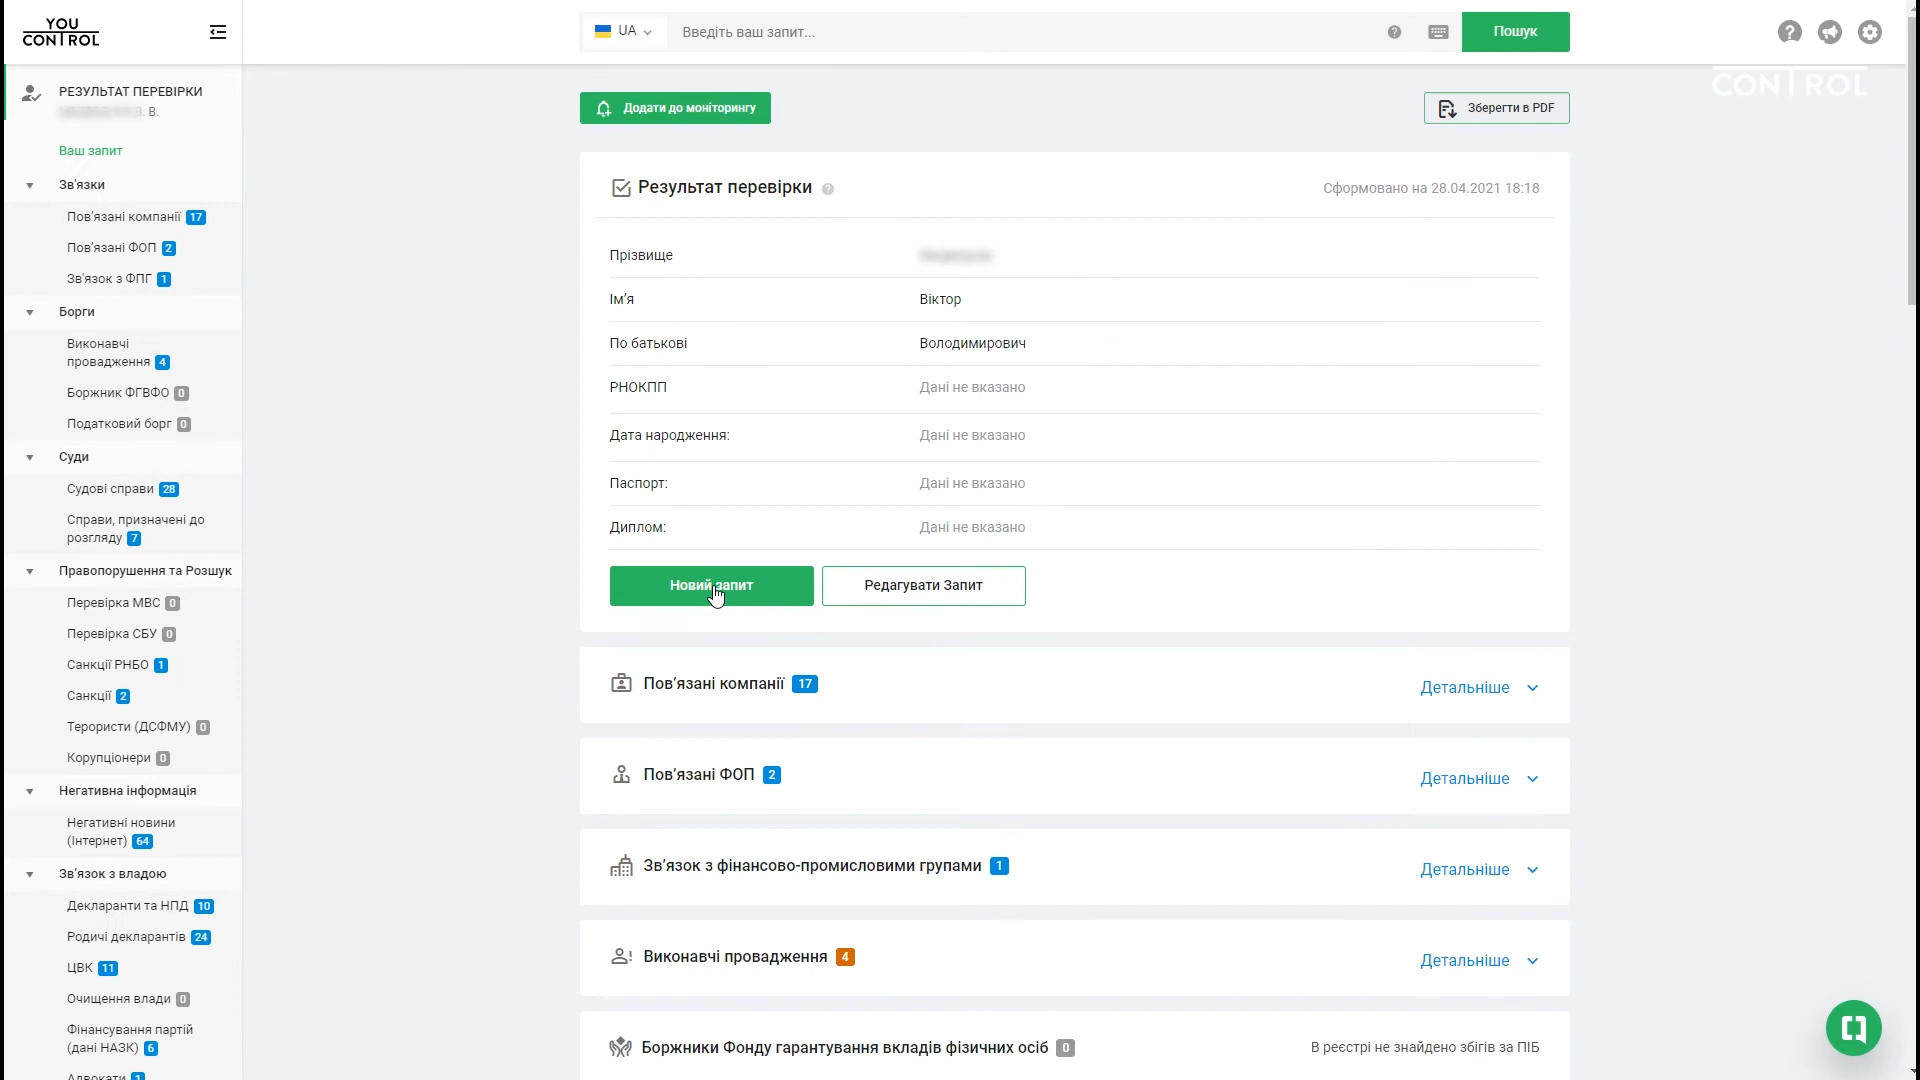 YOU
CONTROL
UA
Введіть ваш запит...
Пошук
CONTROL
РЕЗУЛЬТАТ ПЕРЕВІРКИ
В.
Ваш запит
Зв'язки
Пов'язані компанії 17
Пов'язані ФОП 2
Зв'язок з ФПГ 1
Борги
Виконавчі
провадження 4
Боржник ФГВФО 0
Податковий борг 0
Суди
Судові справи 28
Справи, призначені до
розгляду 7
Правопорушення та Розшук
Перевірка МВС 0
Перевірка СБУ 0
Санкції РНБО 1
Санкції 2
Терористи (ДСФМУ) 0
Корупціонери 0
Негативна інформація
Негативні новини
(Інтернет) 64
Зв'язок з владою
Декларанти та НПД 10
Родичі декларантів 24
ЦВК 11
Очищення влади 0
Фінансування партій
(дані НАЗК) 6
Адвокати 1
Додати до моніторингу
Зберегти в PDF
Результат перевірки
Сформовано на 28.04.2021 18:18
Прізвище
Ім'я Віктор
По батькові Володимирович
РНОКПП Дані не вказано
Дата народження: Дані не вказано
Паспорт: Дані не вказано
Диплом: Дані не вказано
Новий запит
Редагувати Запит
Пов'язані компанії 17
Детальніше
Пов'язані ФОП 2
Детальніше
Зв'язок з фінансово-промисловими групами 1
Детальніше
Виконавчі провадження 4
Детальніше
Боржники Фонду гарантування вкладів фізичних осіб 0
В реєстрі не знайдено збігів за ПІБ